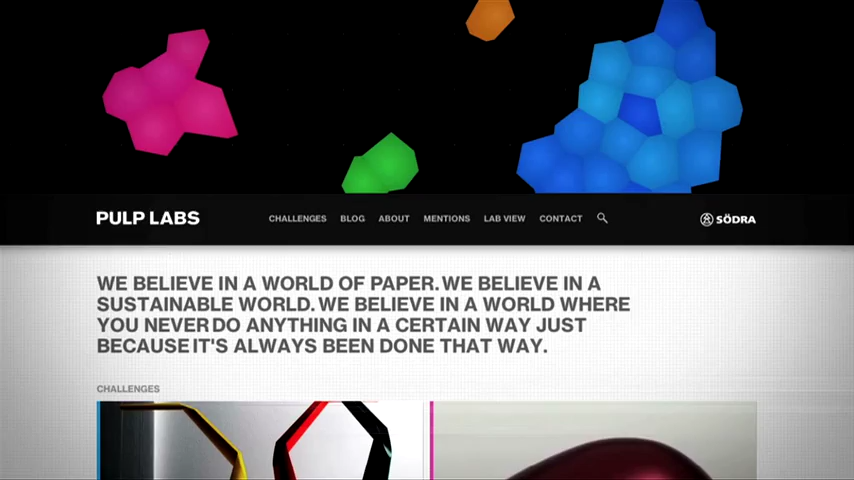 PULP LABS
CHALLENGES BLOG ABOUT MENTIONS LAB VIEW CONTACT
SÖDRA
WE BELIEVE IN A WORLD OF PAPER. WE BELIEVE IN A
SUSTAINABLE WORLD. WE BELIEVE IN A WORLD WHERE
YOU NEVER DO ANYTHING IN A CERTAIN WAY JUST
BECAUSE IT'S ALWAYS BEEN DONE THAT WAY.
CHALLENGES